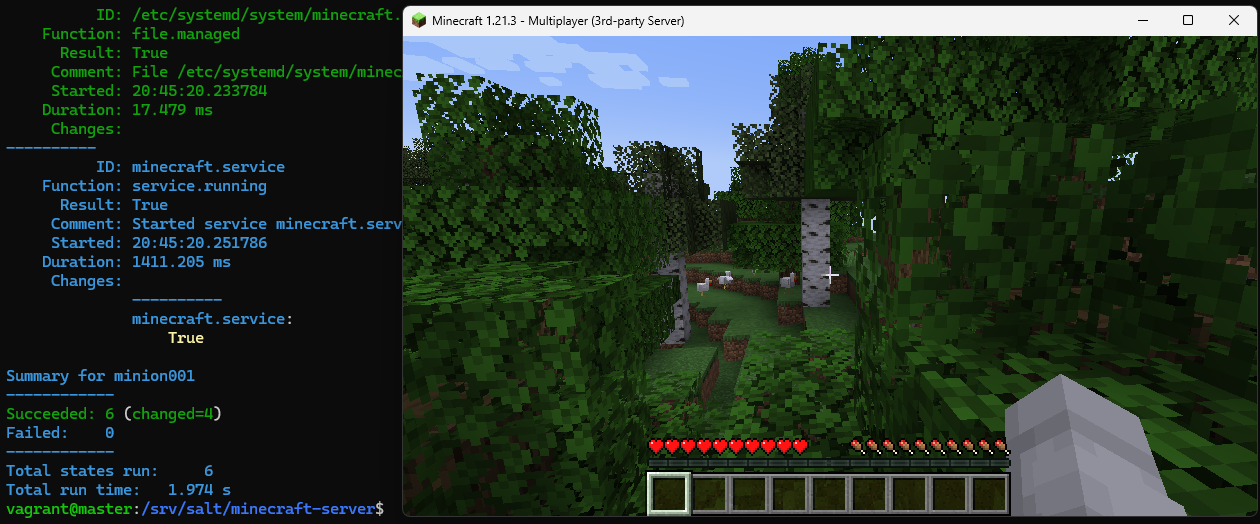 ID: /etc/systemd/system/minecraft.
Function: file.managed
Result: True
Comment: File /etc/systemd/system/minec
Started: 20:45:20.233784
Duration: 17.479 ms
Changes:
----------
ID: minecraft.service
Function: service.running
Result: True
Comment: Started service minecraft.serv
Started: 20:45:20.251786
Duration: 1411.205 ms
Changes:
----------
minecraft.service:
True
Summary for minion001
------------
Succeeded: 6 (changed=4)
Failed: 0
------------
Total states run: 6
Total run time: 1.974 s
vagrant@master:/srv/salt/minecraft-server$
Minecraft 1.21.3 - Multiplayer (3rd-party Server)